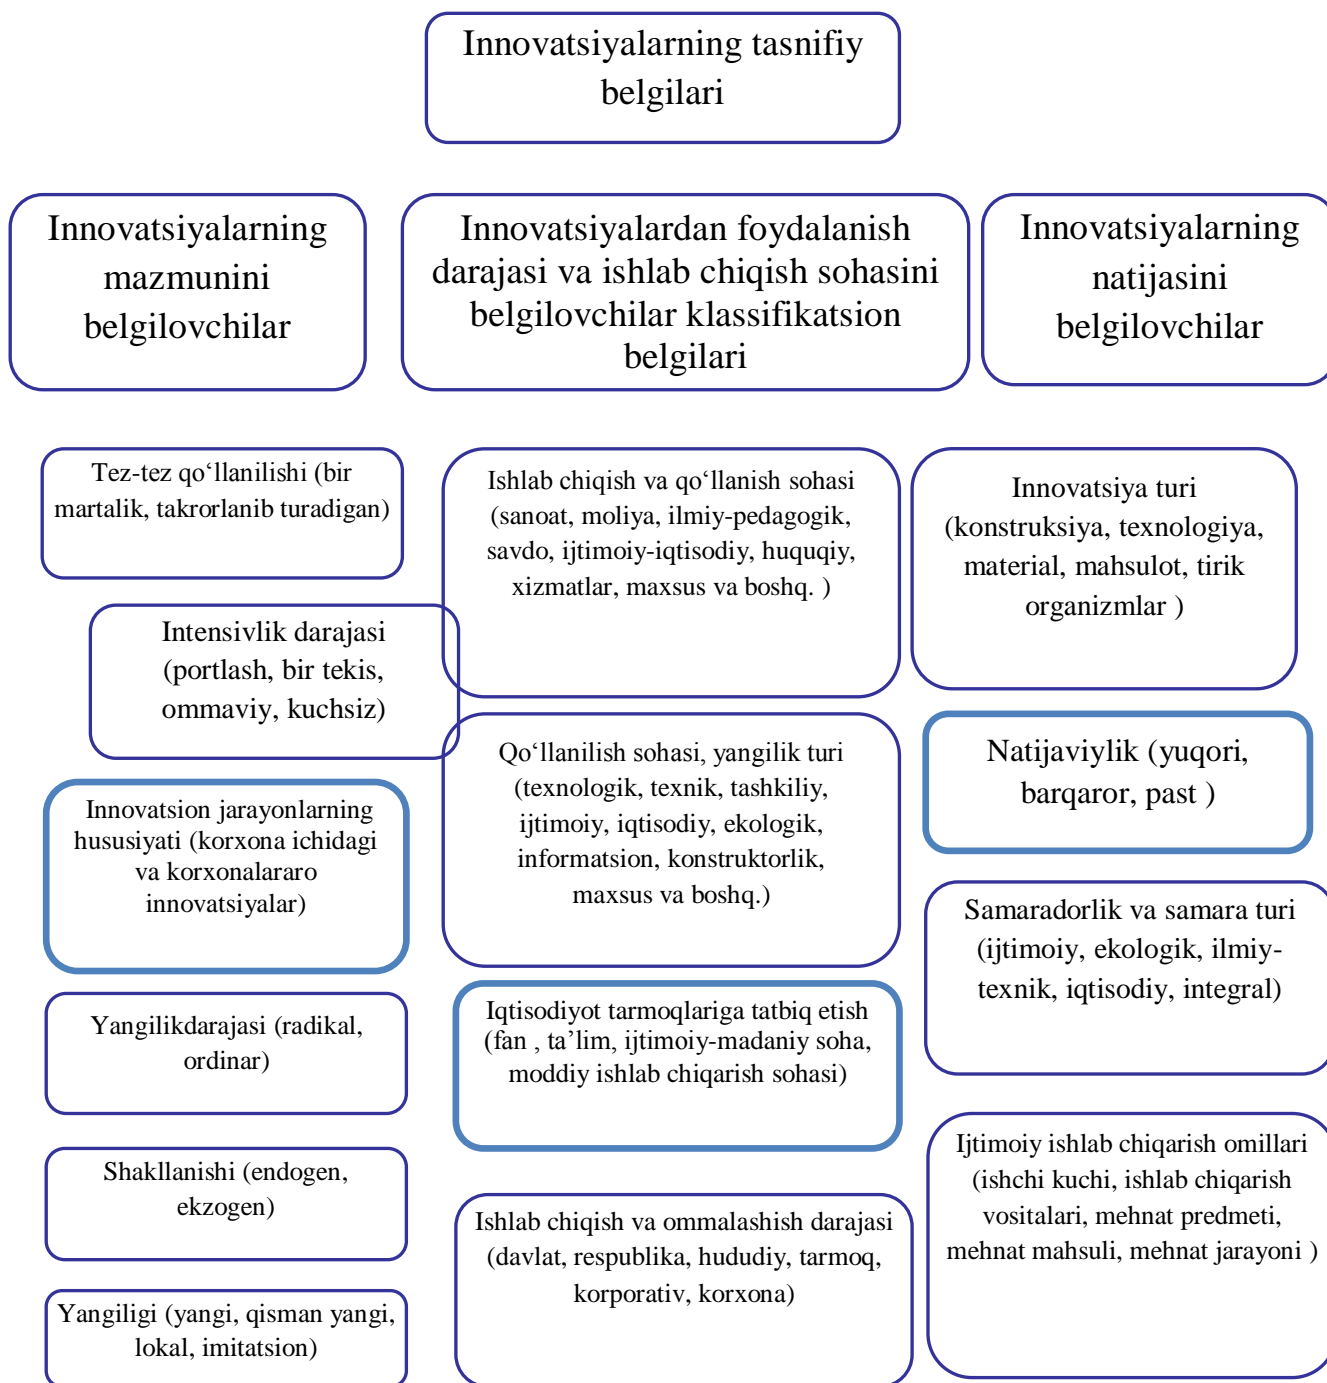 Innovatsiyalarning tasnifiy
belgilari
Innovatsiyalarning
mazmunini
belgilovchilar
Innovatsiyalardan foydalanish
darajasi va ishlab chiqish sohasini
belgilovchilar klassifikatsion
belgilari
Innovatsiyalarning
natijasini
belgilovchilar
Tez-tez qo‘llanilishi (bir
martalik, takrorlanib turadigan)
Intensivlik darajasi
(portlash, bir tekis,
ommaviy, kuchsiz)
Innovatsion jarayonlarning
hususiyati (korxona ichidagi
va korxonalararo
innovatsiyalar)
Yangilikdarajasi (radikal,
ordinar)
Shakllanishi (endogen,
ekzogen)
Yangiligi (yangi, qisman yangi,
lokal, imitatsion)
Ishlab chiqish va qo‘llanish sohasi
(sanoat, moliya, ilmiy-pedagogik,
savdo, ijtimoiy-iqtisodiy, huquqiy,
xizmatlar, maxsus va boshq. )
Qo‘llanilish sohasi, yangilik turi
(texnologik, texnik, tashkiliy,
ijtimoiy, iqtisodiy, ekologik,
informatsion, konstruktorlik,
maxsus va boshq.)
Iqtisodiyot tarmoqlariga tatbiq etish
(fan , ta’lim, ijtimoiy-madaniy soha,
moddiy ishlab chiqarish sohasi)
Ishlab chiqish va ommalashish darajasi
(davlat, respublika, hududiy, tarmoq,
korporativ, korxona)
Innovatsiya turi
(konstruksiya, texnologiya,
material, mahsulot, tirik
organizmlar )
Natijaviylik (yuqori,
barqaror, past )
Samaradorlik va samara turi
(ijtimoiy, ekologik, ilmiy-
texnik, iqtisodiy, integral)
Ijtimoiy ishlab chiqarish omillari
(ishchi kuchi, ishlab chiqarish
vositalari, mehnat predmeti,
mehnat mahsuli, mehnat jarayoni )